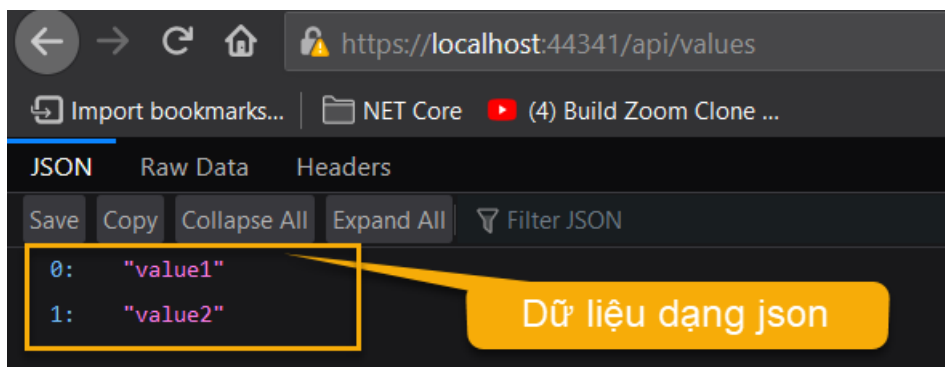 https://localhost:44341/api/values
Import bookmarks... NET Core (4) Build Zoom Clone ...
JSON Raw Data Headers
Save Copy Collapse All Expand All Filter JSON
0: "value1"
1: "value2"
Dữ liệu dạng json